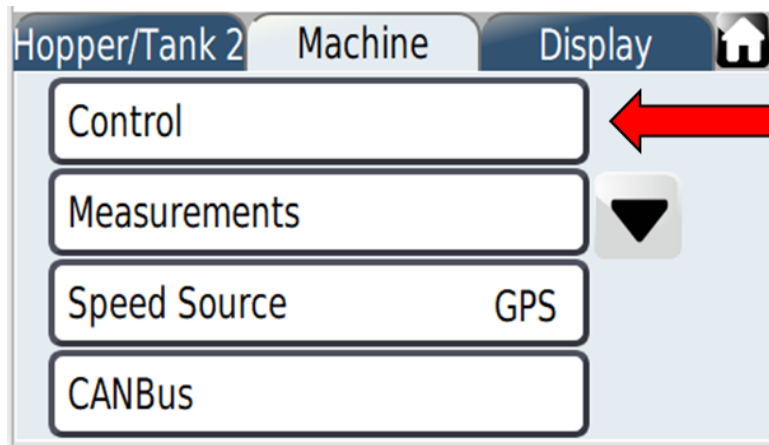 Hopper/Tank 2 Machine Display
Control
Measurements
Speed Source GPS
CANBus